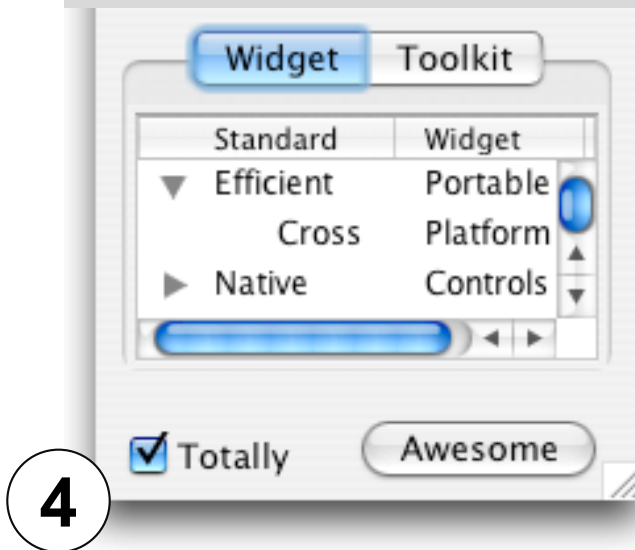 Widget Toolkit
Standard Widget
Efficient Portable
Cross Platform
Native Controls
Totally Awesome
4